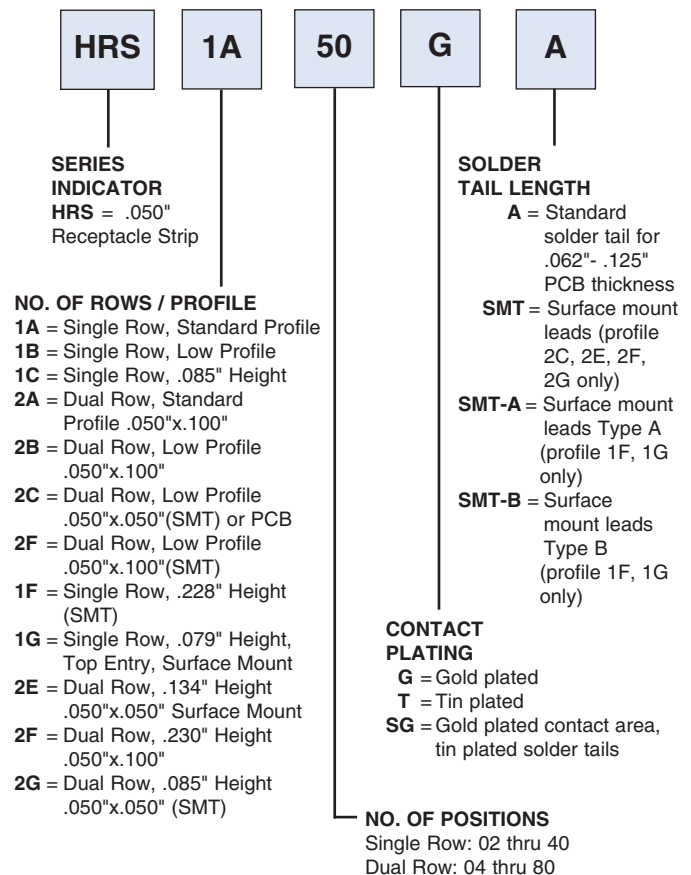 HRS 1A 50 G A
SERIES
INDICATOR
HRS = .050"
Receptacle Strip
NO. OF ROWS / PROFILE
1A = Single Row, Standard Profile
1B = Single Row, Low Profile
1C = Single Row, .085" Height
2A = Dual Row, Standard
Profile .050"x.100"
2B = Dual Row, Low Profile
.050"x.100"
2C = Dual Row, Low Profile
.050"x.050"(SMT) or PCB
2F = Dual Row, Low Profile
.050"x.100"(SMT)
1F = Single Row, .228" Height
(SMT)
1G = Single Row, .079" Height,
Top Entry, Surface Mount
2E = Dual Row, .134" Height
.050"x.050" Surface Mount
2F = Dual Row, .230" Height
.050"x.100"
2G = Dual Row, .085" Height
.050"x.050" (SMT)
SOLDER
TAIL LENGTH
A = Standard
solder tail for
.062"- .125"
PCB thickness
SMT = Surface mount
leads (profile
2C, 2E, 2F,
2G only)
SMT-A = Surface mount
leads Type A
(profile 1F, 1G
only)
SMT-B = Surface
mount leads
Type B
(profile 1F, 1G
only)
CONTACT
PLATING
G = Gold plated
T = Tin plated
SG = Gold plated contact area,
tin plated solder tails
NO. OF POSITIONS
Single Row: 02 thru 40
Dual Row: 04 thru 80